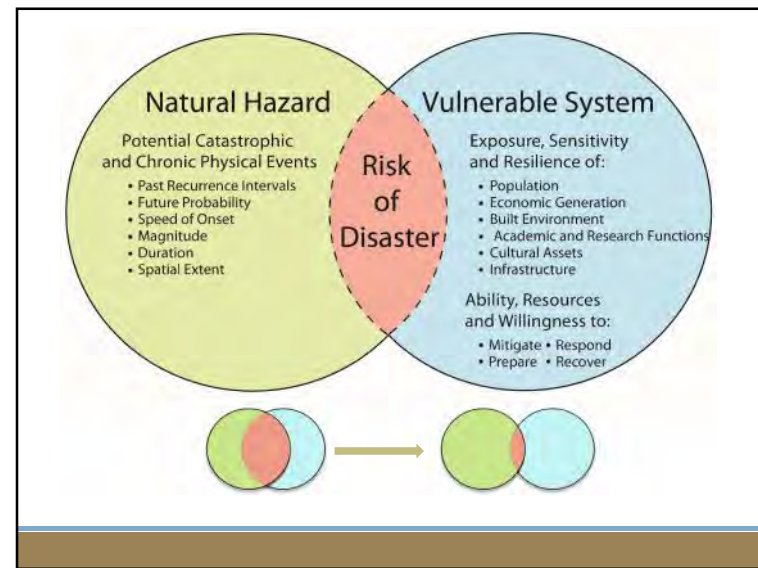 Natural Hazard
Potential Catastrophic
and Chronic Physical Events
• Past Recurrence Intervals
• Future Probability
• Speed of Onset
• Magnitude
• Duration
• Spatial Extent
Risk
of
Disaster
Vulnerable System
Exposure, Sensitivity
and Resilience of:
• Population
• Economic Generation
• Built Environment
• Academic and Research Functions
• Cultural Assets
• Infrastructure
Ability, Resources
and Willingness to:
• Mitigate • Respond
• Prepare • Recover